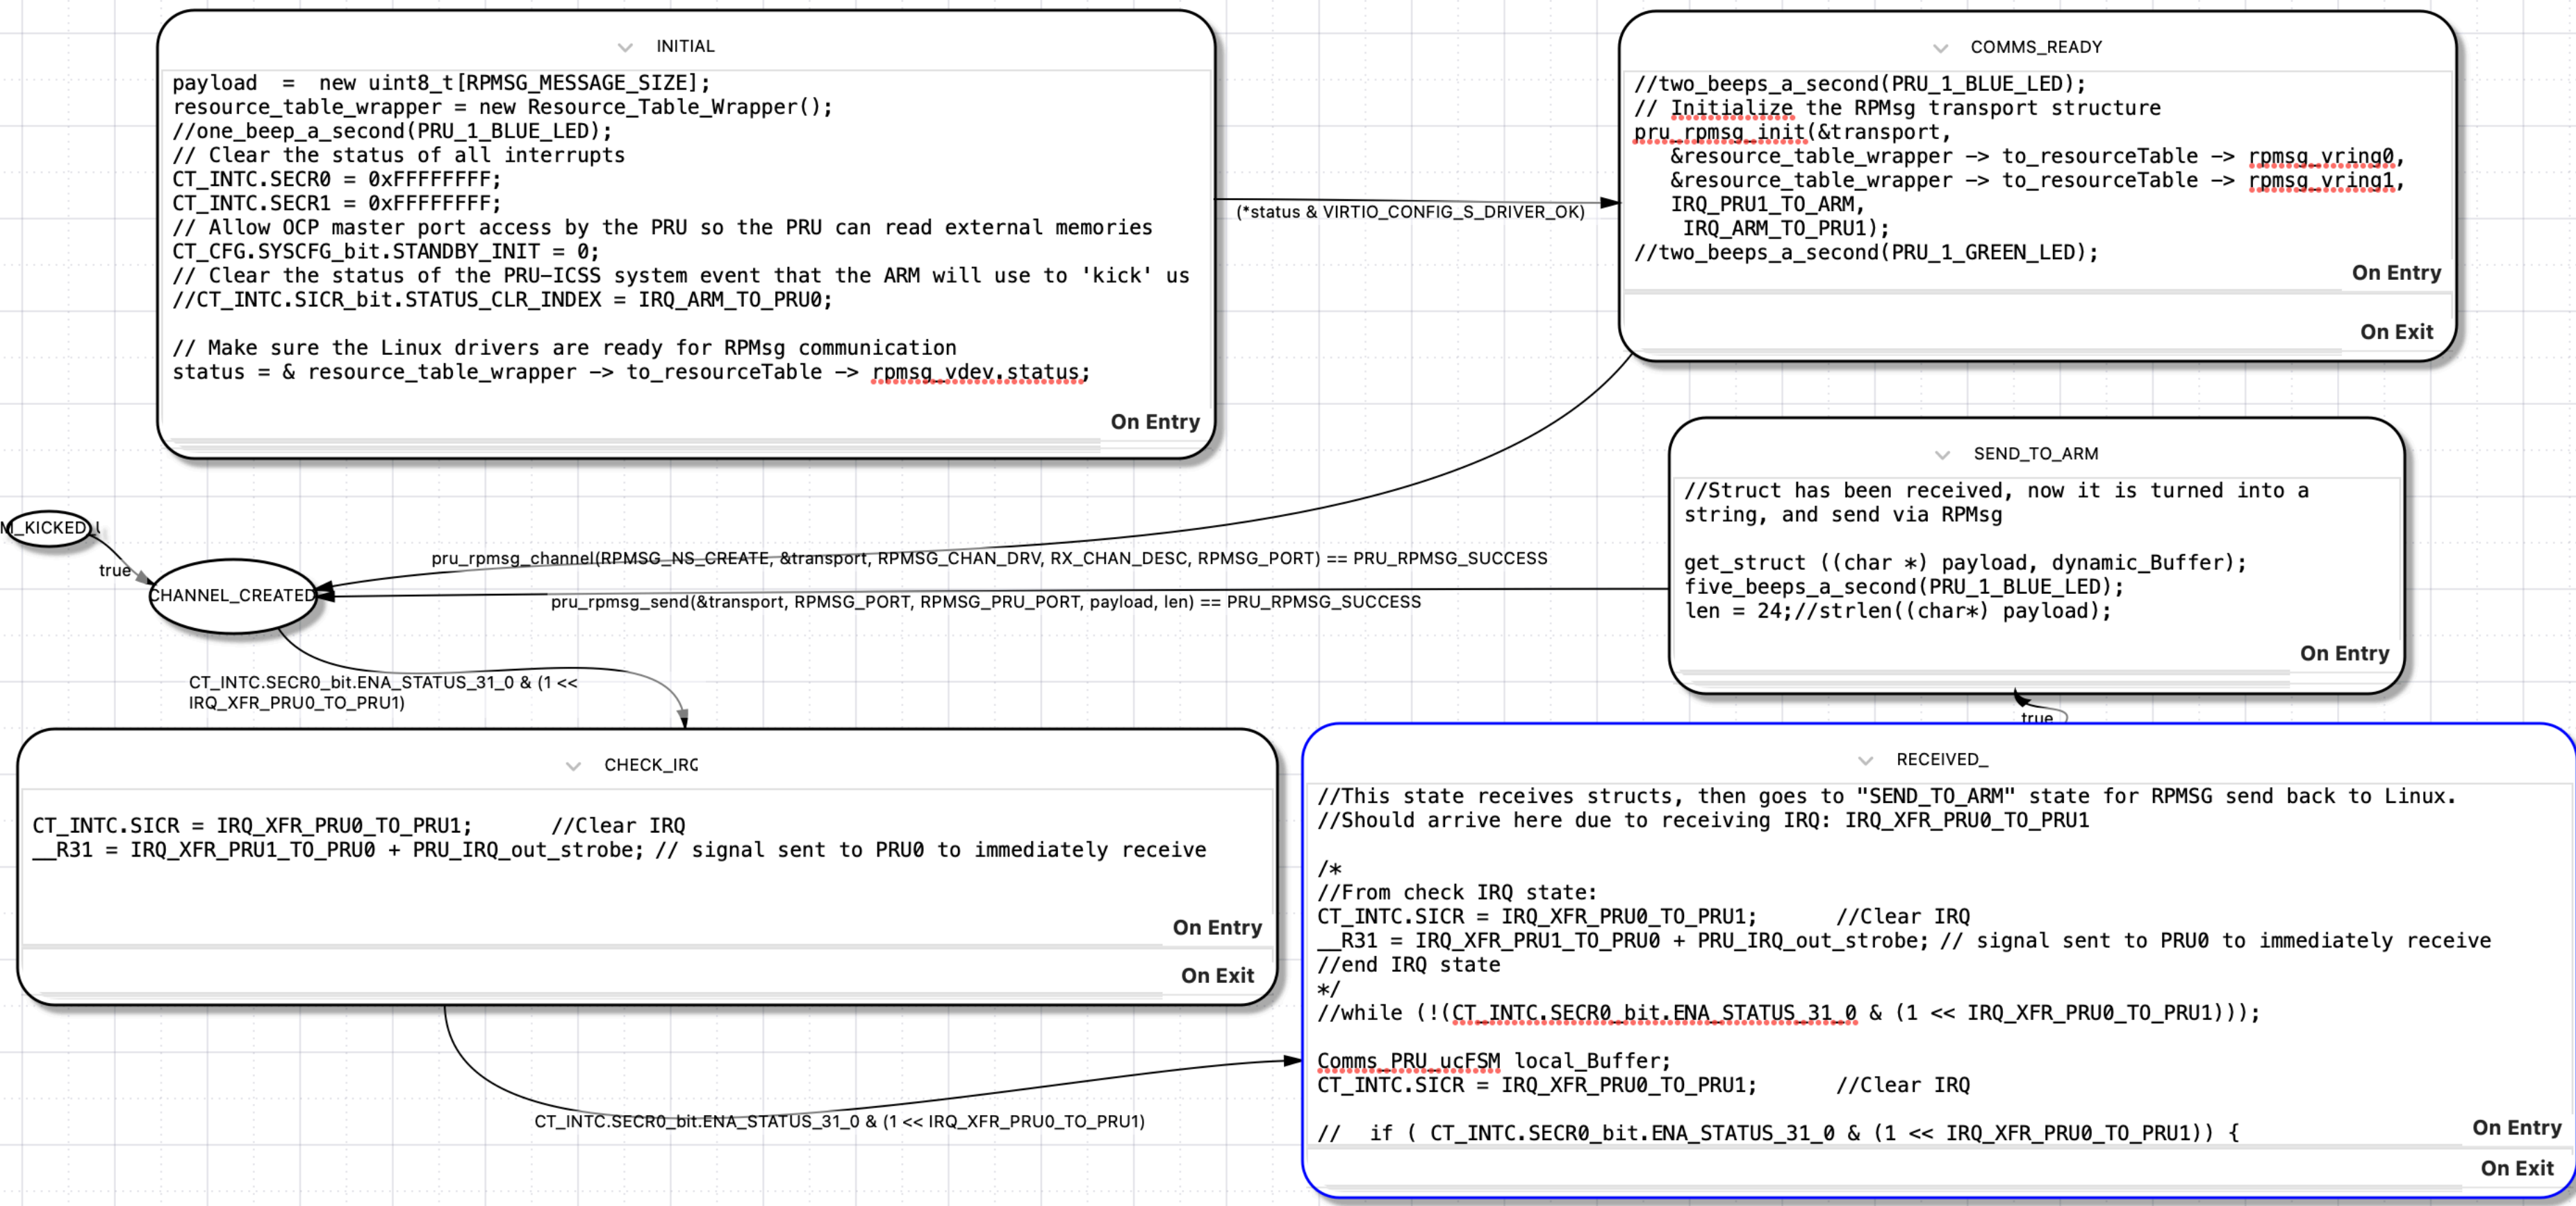 INITIAL
payload  =  new uint8_t[RPMSG_MESSAGE_SIZE];
resource_table_wrapper = new Resource_Table_Wrapper();
//one_beep_a_second(PRU_1_BLUE_LED);
// Clear the status of all interrupts
CT_INTC.SECR0 = 0xFFFFFFFF;
CT_INTC.SECR1 = 0xFFFFFFFF;
// Allow OCP master port access by the PRU so the PRU can read external memories
CT_CFG.SYSCFG_bit.STANDBY_INIT = 0;
// Clear the status of the PRU-ICSS system event that the ARM will use to 'kick' us
//CT_INTC.SICR_bit.STATUS_CLR_INDEX = IRQ_ARM_TO_PRU0;
// Make sure the Linux drivers are ready for RPMsg communication
status = & resource_table_wrapper -> to_resourceTable -> rpmsg_vdev.status;
On Entry
(*status & VIRTIO_CONFIG_S_DRIVER_OK)
COMMS_READY
//two_beeps_a_second(PRU_1_BLUE_LED);
// Initialize the RPMsg transport structure
pru_rpmsg_init(&transport,
&resource_table_wrapper -> to_resourceTable -> rpmsg_vring0,
&resource_table_wrapper -> to_resourceTable -> rpmsg_vring1,
IRQ_PRU1_TO_ARM,
IRQ_ARM_TO_PRU1);
//two_beeps_a_second(PRU_1_GREEN_LED);
On Entry
On Exit
M_KICKED_
true
CHANNEL_CREATED
pru_rpmsg_channel(RPMSG_NS_CREATE, &transport, RPMSG_CHAN_DRV, RX_CHAN_DESC, RPMSG_PORT) == PRU_RPMSG_SUCCESS
pru_rpmsg_send(&transport, RPMSG_PORT, RPMSG_PRU_PORT, payload, len) == PRU_RPMSG_SUCCESS
SEND_TO_ARM
//Struct has been received, now it is turned into a
string, and send via RPMsg
get_struct ((char *) payload, dynamic_Buffer);
five_beeps_a_second(PRU_1_BLUE_LED);
len = 24;//strlen((char*) payload);
On Entry
true
CT_INTC.SECR0_bit.ENA_STATUS_31_0 & (1 <<
IRQ_XFR_PRU0_TO_PRU1)
CHECK_IRQ
CT_INTC.SICR = IRQ_XFR_PRU0_TO_PRU1;       //Clear IRQ
__R31 = IRQ_XFR_PRU1_TO_PRU0 + PRU_IRQ_out_strobe; // signal sent to PRU0 to immediately receive
On Entry
On Exit
CT_INTC.SECR0_bit.ENA_STATUS_31_0 & (1 << IRQ_XFR_PRU0_TO_PRU1)
RECEIVED_
//This state receives structs, then goes to "SEND_TO_ARM" state for RPMSG send back to Linux.
//Should arrive here due to receiving IRQ: IRQ_XFR_PRU0_TO_PRU1
/*
//From check IRQ state:
CT_INTC.SICR = IRQ_XFR_PRU0_TO_PRU1;       //Clear IRQ
__R31 = IRQ_XFR_PRU1_TO_PRU0 + PRU_IRQ_out_strobe; // signal sent to PRU0 to immediately receive
//end IRQ state
*/
//while (!(CT_INTC.SECR0_bit.ENA_STATUS_31_0 & (1 << IRQ_XFR_PRU0_TO_PRU1)));
Comms_PRU_ucFSM local_Buffer;
CT_INTC.SICR = IRQ_XFR_PRU0_TO_PRU1;       //Clear IRQ
//  if ( CT_INTC.SECR0_bit.ENA_STATUS_31_0 & (1 << IRQ_XFR_PRU0_TO_PRU1)) {
On Entry
On Exit